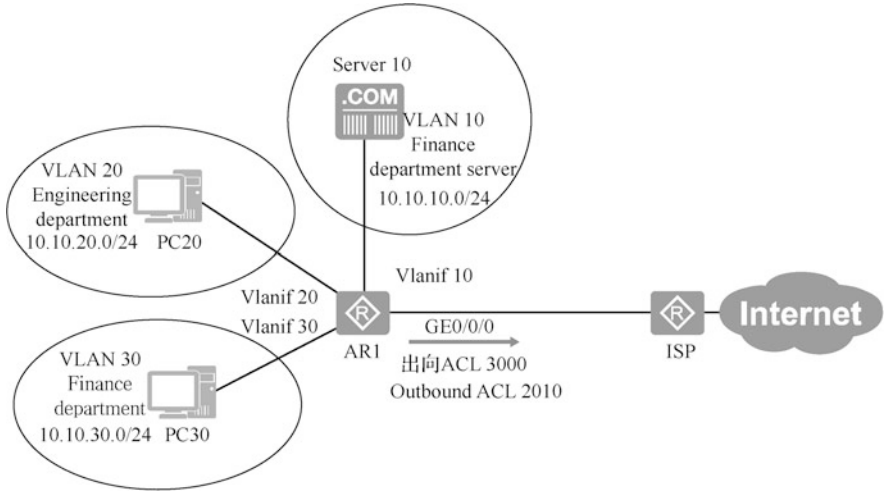 Server 10
.COM
VLAN 10
Finance
department server
10.10.10.0/24
VLAN 20
Engineering
department
10.10.20.0/24
PC20
Vlanif 10
Vlanif 20
Vlanif 30
R
AR1
GE0/0/0
出向ACL 3000
Outbound ACL 2010
R
ISP
Internet
VLAN 30
Finance
department
10.10.30.0/24
PC30